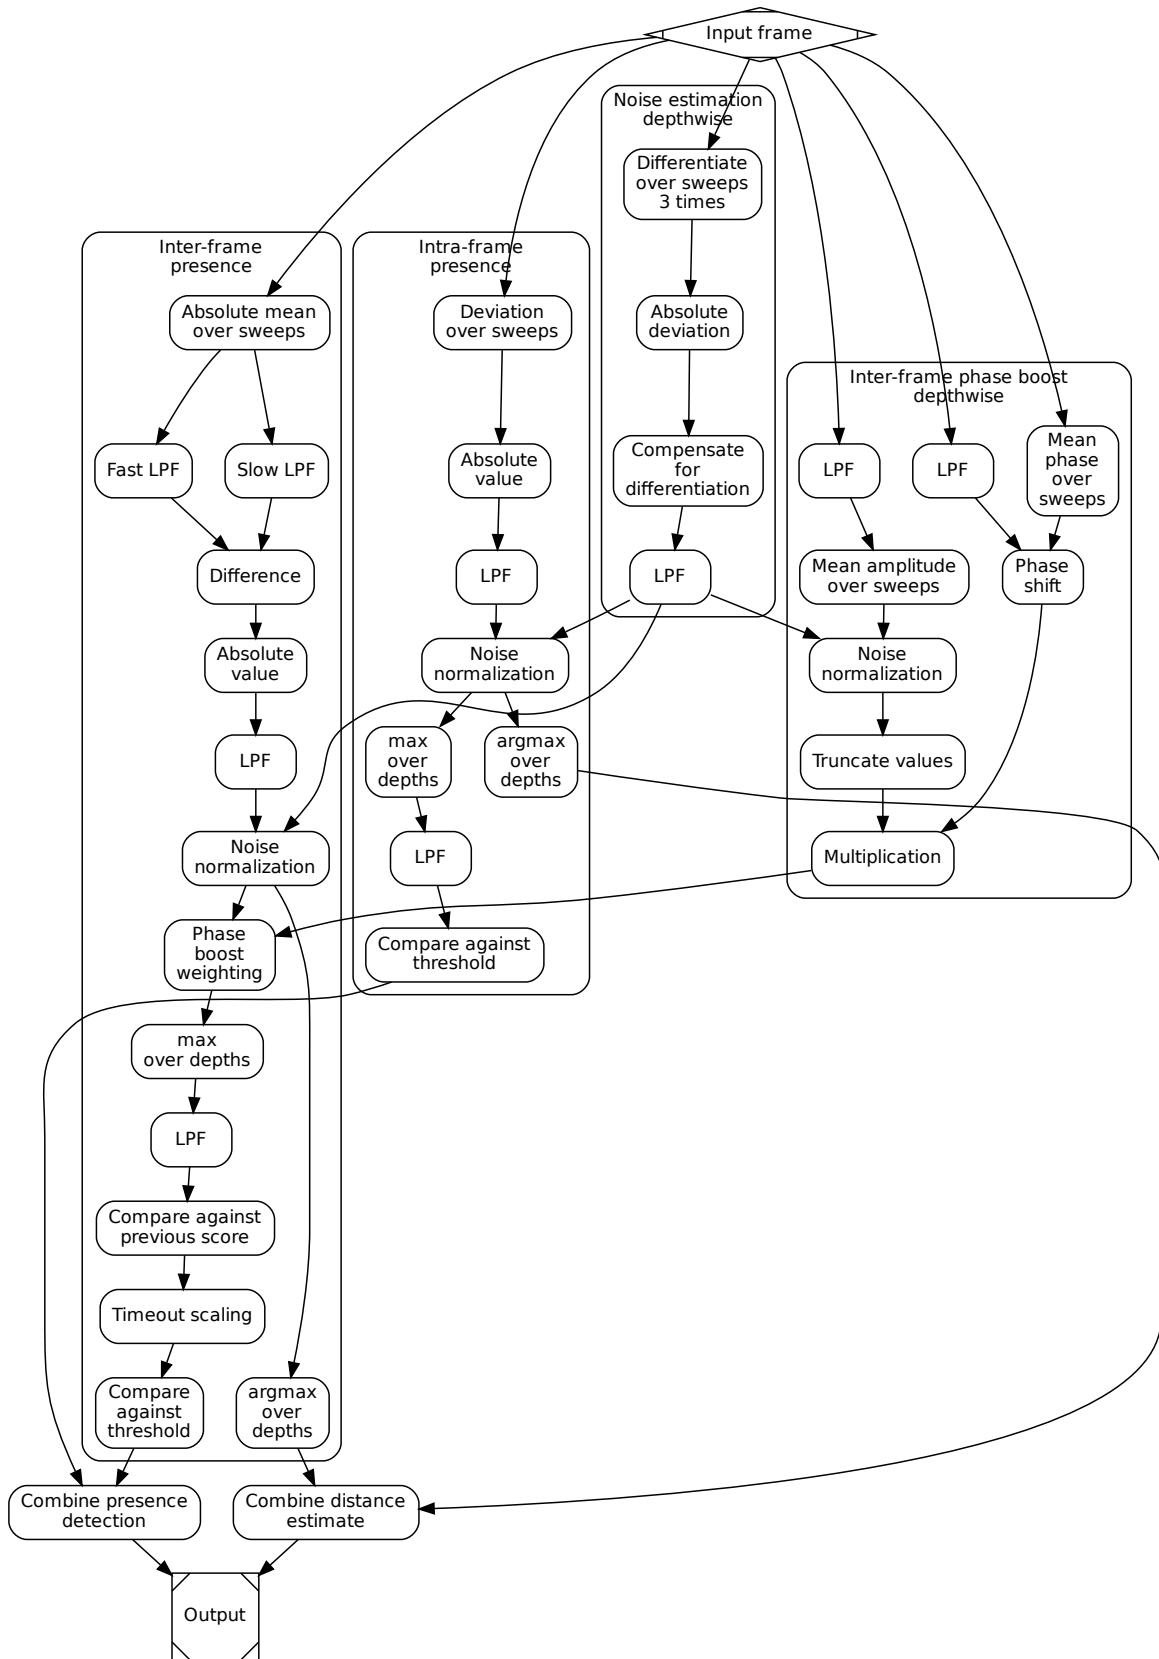 Input frame
Noise estimation
depthwise
Differentiate
over sweeps
3 times
Inter-frame
presence
Intra-frame
presence
Absolute mean
over sweeps
Deviation
over sweeps
Absolute
deviation
Inter-frame phase boost
depthwise
Fast LPF
Slow LPF
Absolute
value
Compensate
for
differentiation
LPF
LPF
Mean
phase
over
sweeps
Difference
LPF
LPF
Mean amplitude
over sweeps
Phase
shift
Absolute
value
Noise
normalization
Noise
normalization
LPF
max
over
depths
argmax
over
depths
Truncate values
Noise
normalization
LPF
Multiplication
Phase
boost
weighting
Compare against
threshold
max
over depths
LPF
Compare against
previous score
Timeout scaling
Compare
against
threshold
argmax
over
depths
Combine presence
detection
Combine distance
estimate
Output